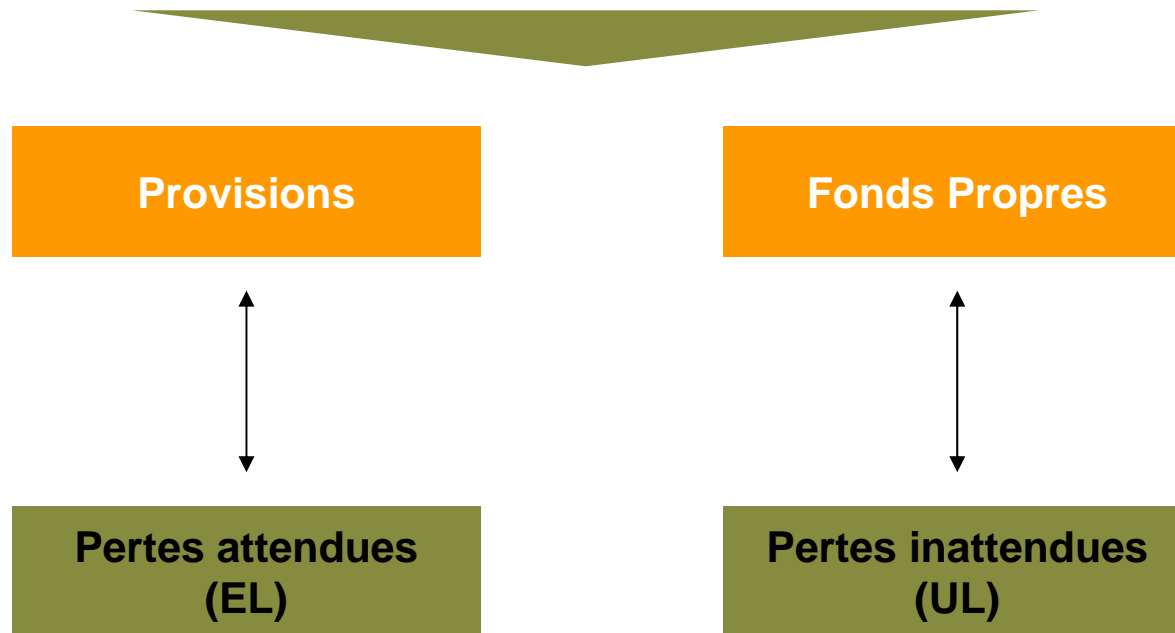 Provisions
Fonds Propres
Pertes attendues
(EL)
Pertes inattendues
(UL)